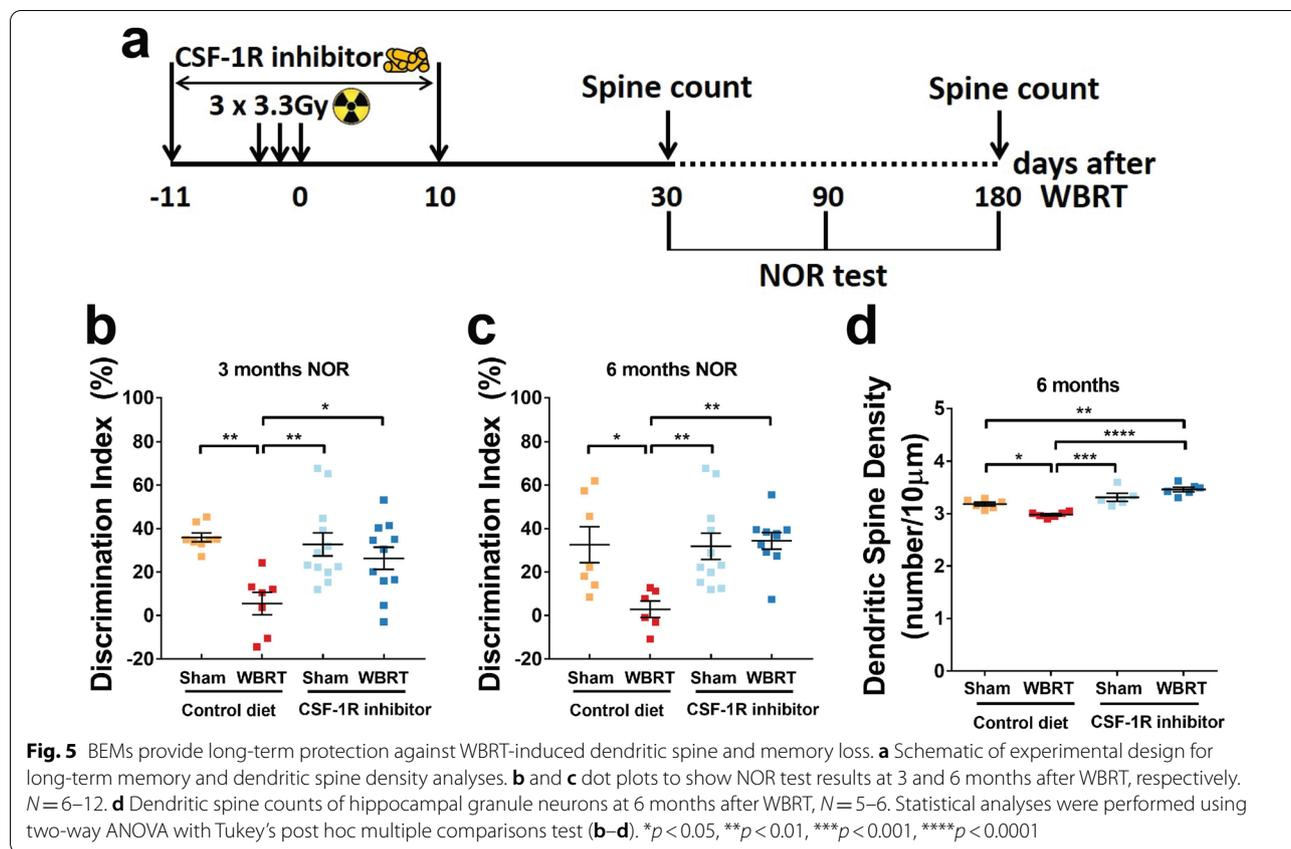 a
CSF-1R inhibitor
3 x 3.3Gy
Spine count
Spine count
days after
WBRT
-11
0
10
30
90
180
NOR test
b
3 months NOR
Discrimination Index (%)
100
80
60
40
20
0
-20
**
**
*
Sham WBRT Sham WBRT
Control diet CSF-1R inhibitor
c
6 months NOR
Discrimination Index (%)
100
80
60
40
20
0
-20
*
**
**
Sham WBRT Sham WBRT
Control diet CSF-1R inhibitor
d
6 months
Dendritic Spine Density
(number/10μm)
5
4
3
2
1
0
**
****
*
***
Sham WBRT Sham WBRT
Control diet CSF-1R inhibitor
Fig. 5 BEMs provide long-term protection against WBRT-induced dendritic spine and memory loss. a Schematic of experimental design for
long-term memory and dendritic spine density analyses. b and c dot plots to show NOR test results at 3 and 6 months after WBRT, respectively.
N = 6–12. d Dendritic spine counts of hippocampal granule neurons at 6 months after WBRT, N = 5–6. Statistical analyses were performed using
two-way ANOVA with Tukey's post hoc multiple comparisons test (b–d). *p < 0.05, **p < 0.01, ***p < 0.001, ****p < 0.0001